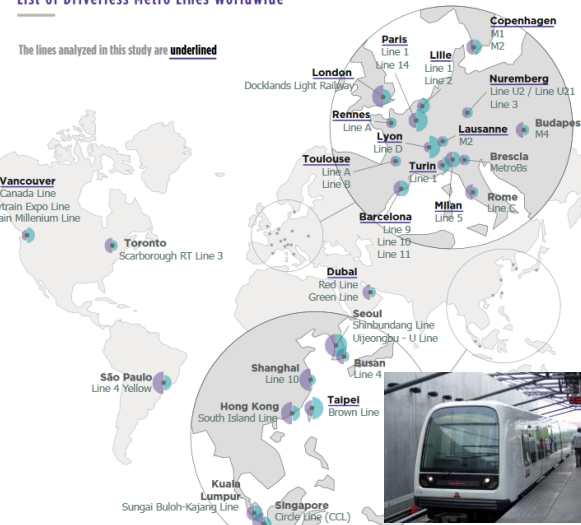 List of Driverless Metro Lines Worldwide
The lines analyzed in this study are underlined
Copenhagen
M1
M2
Paris
Line 1
Line 14
Lille
Line 1
Line 2
London
Docklands Light Railway
Nuremberg
Line U2 / Line U21
Line 3
Rennes
Line A
Budapest
M4
Lyon
Line D
Lausanne
M2
Toulouse
Line A
Line B
Turin
Line 1
Brescia
MetroBs
Vancouver
Canada Line
train Expo Line
ain Millenium Line
Rome
Line C
Milan
Line 5
Barcelona
Line 9
Line 10
Line 11
Toronto
Scarborough RT Line 3
Dubai
Red Line
Green Line
Seoul
Shinbundang Line
Uijeongbu - U Line
Busan
Line 4
Shanghai
Line 10
São Paulo
Line 4 Yellow
Taipei
Brown Line
Hong Kong
South Island Line
Kuala
Lumpur
Sungai Buloh-Kajang Line
Singapore
Circle Line (CCL)